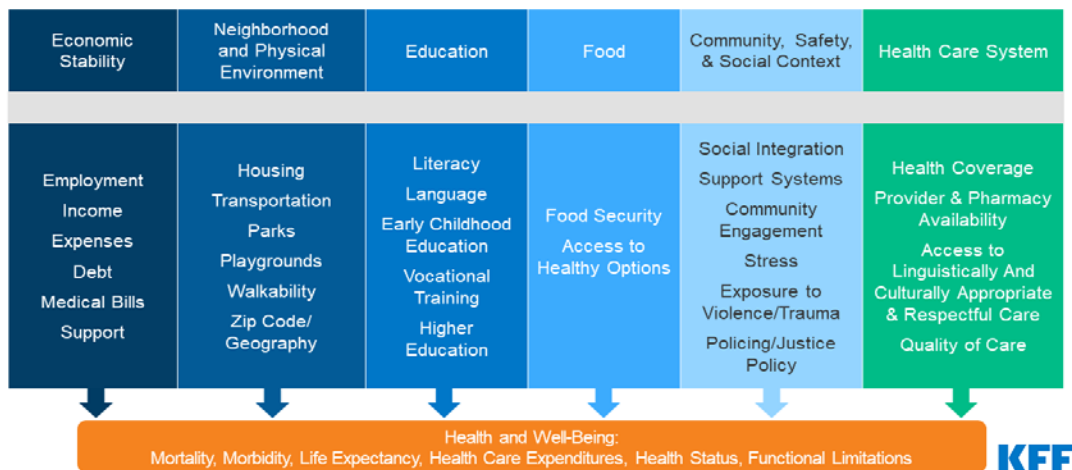 Economic
Stability
Neighborhood
and Physical
Environment
Education
Food
Community, Safety,
& Social Context
Health Care System
Employment
Income
Expenses
Debt
Medical Bills
Support
Housing
Transportation
Parks
Playgrounds
Walkability
Zip Code/
Geography
Literacy
Language
Early Childhood
Education
Vocational
Training
Higher
Education
Food Security
Access to
Healthy Options
Social Integration
Support Systems
Community
Engagement
Stress
Exposure to
Violence/Trauma
Policing/Justice
Policy
Health Coverage
Provider & Pharmacy
Availability
Access to
Linguistically And
Culturally Appropriate
& Respectful Care
Quality of Care
Health and Well-Being:
Mortality, Morbidity, Life Expectancy, Health Care Expenditures, Health Status, Functional Limitations
KFF